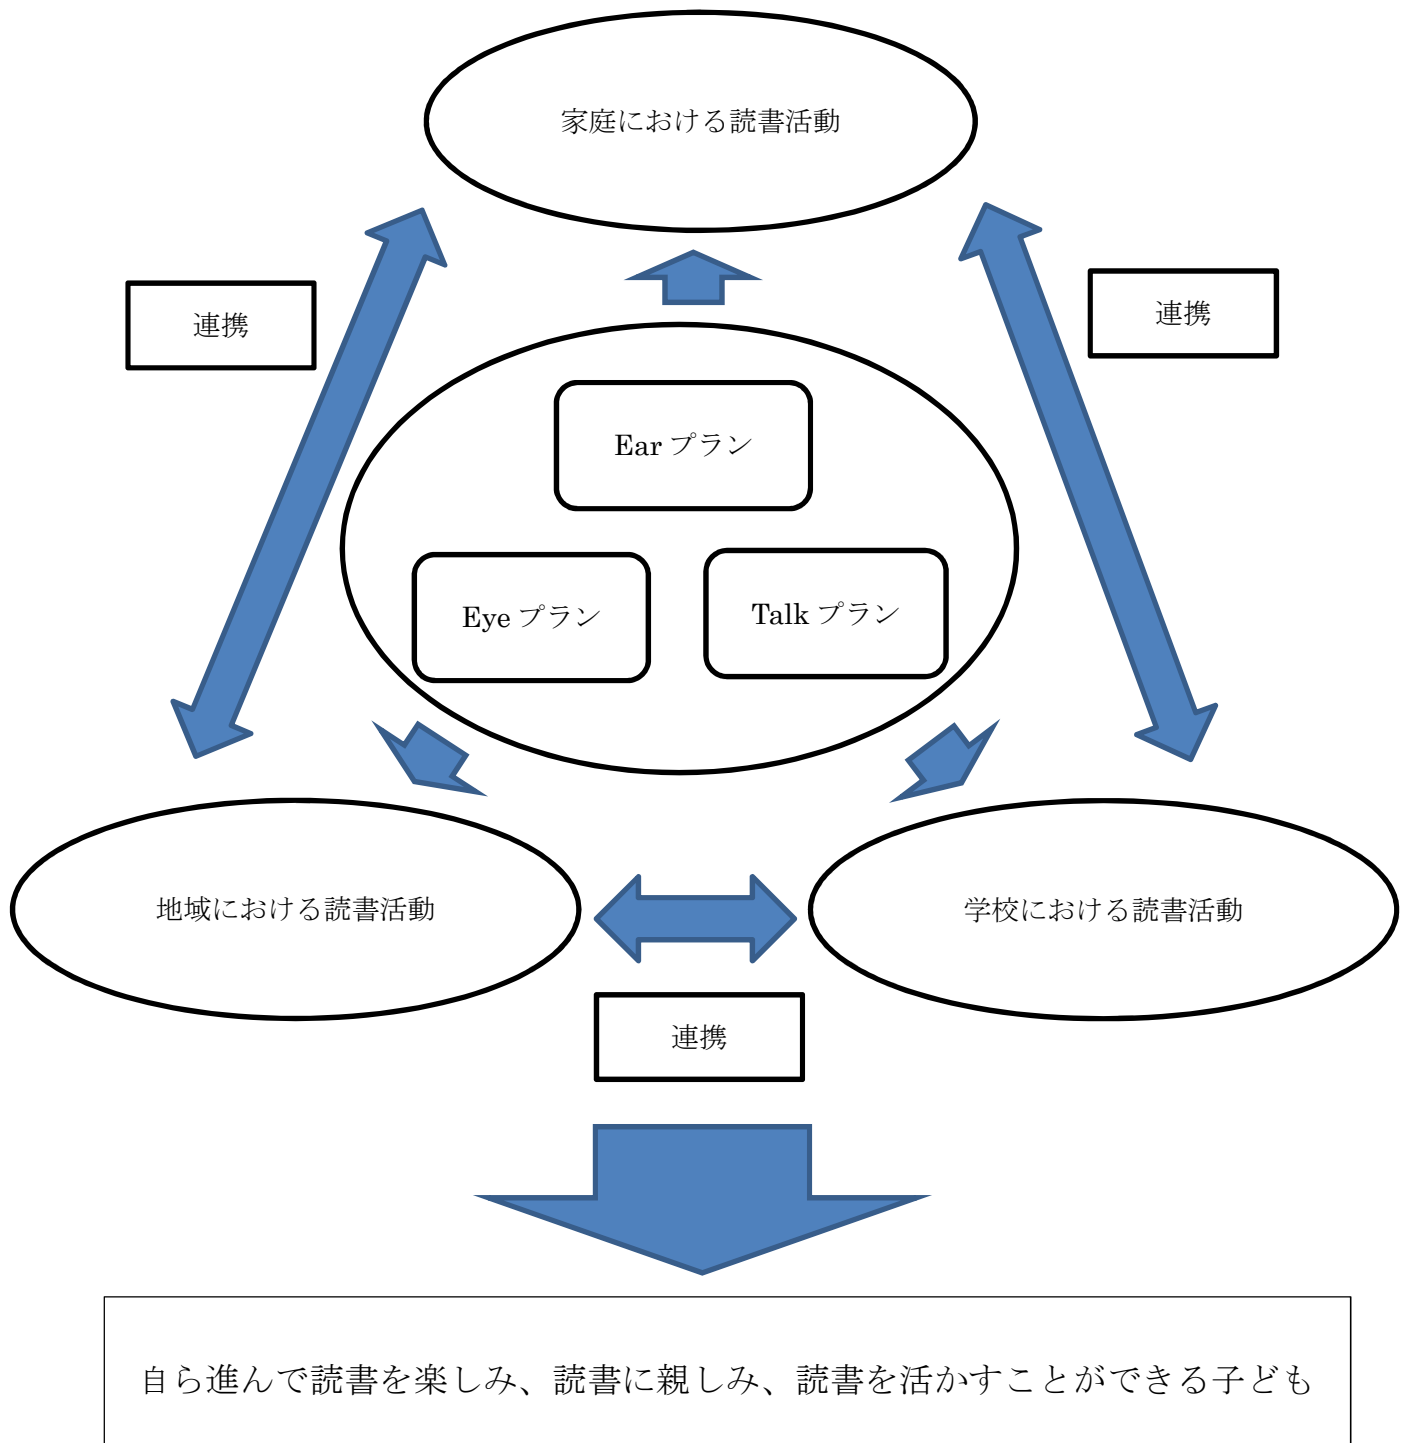 家庭における読書活動
連携
連携
Ear プラン
Eye プラン
Talk プラン
地域における読書活動
学校における読書活動
連携
自ら進んで読書を楽しみ、読書に親しみ、読書を活かすことができる子ども